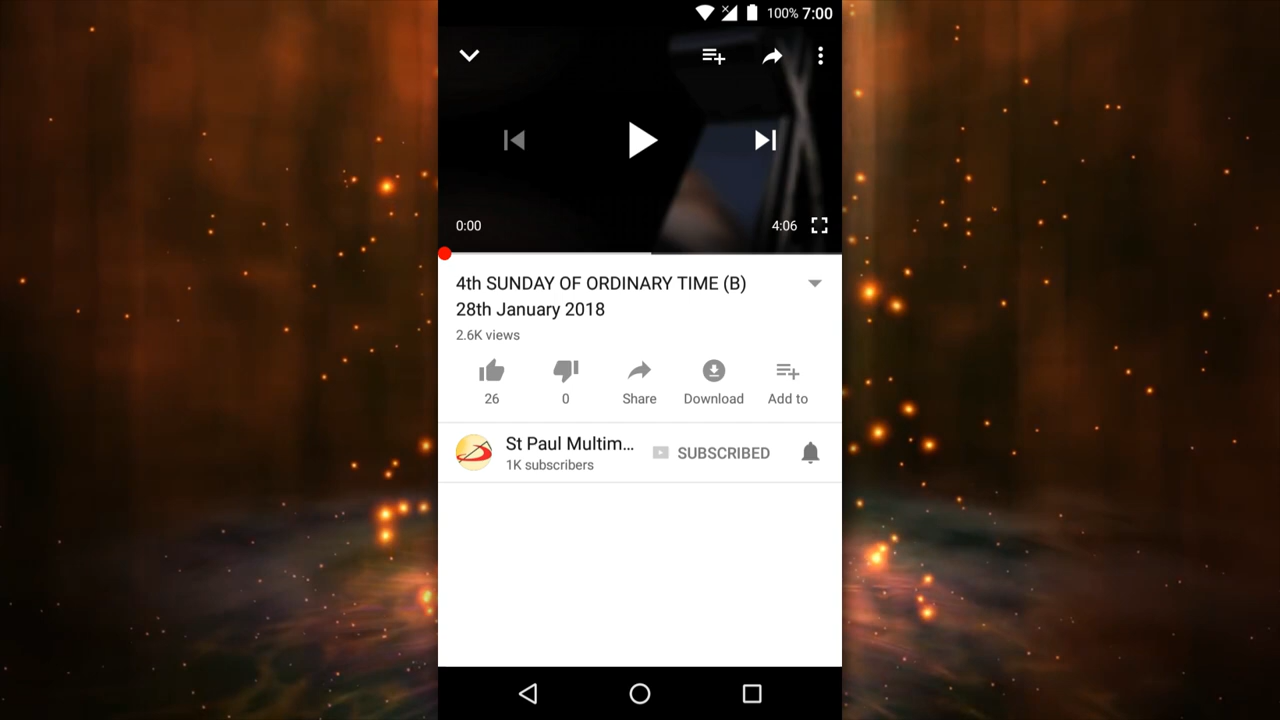 100% 7:00
0:00 4:06
4th SUNDAY OF ORDINARY TIME (B)
28th January 2018
2.6K views
26 0 Share Download Add to
St Paul Multim... SUBSCRIBED
1K subscribers